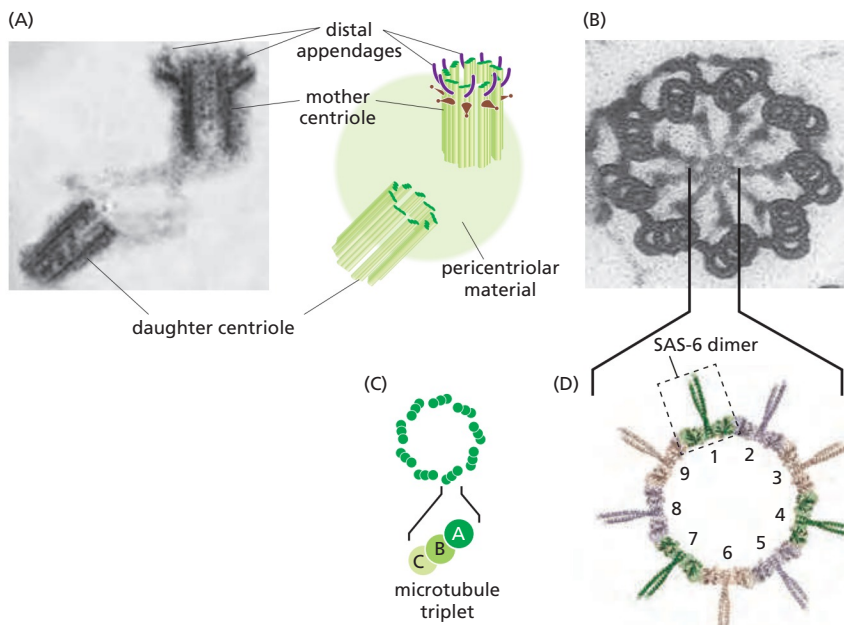 (A)
distal
appendages
mother
centriole
pericentriolar
material
daughter centriole
(B)
SAS-6 dimer
(C)
A
B
C
microtubule
triplet
(D)
1
2
3
4
5
6
7
8
9